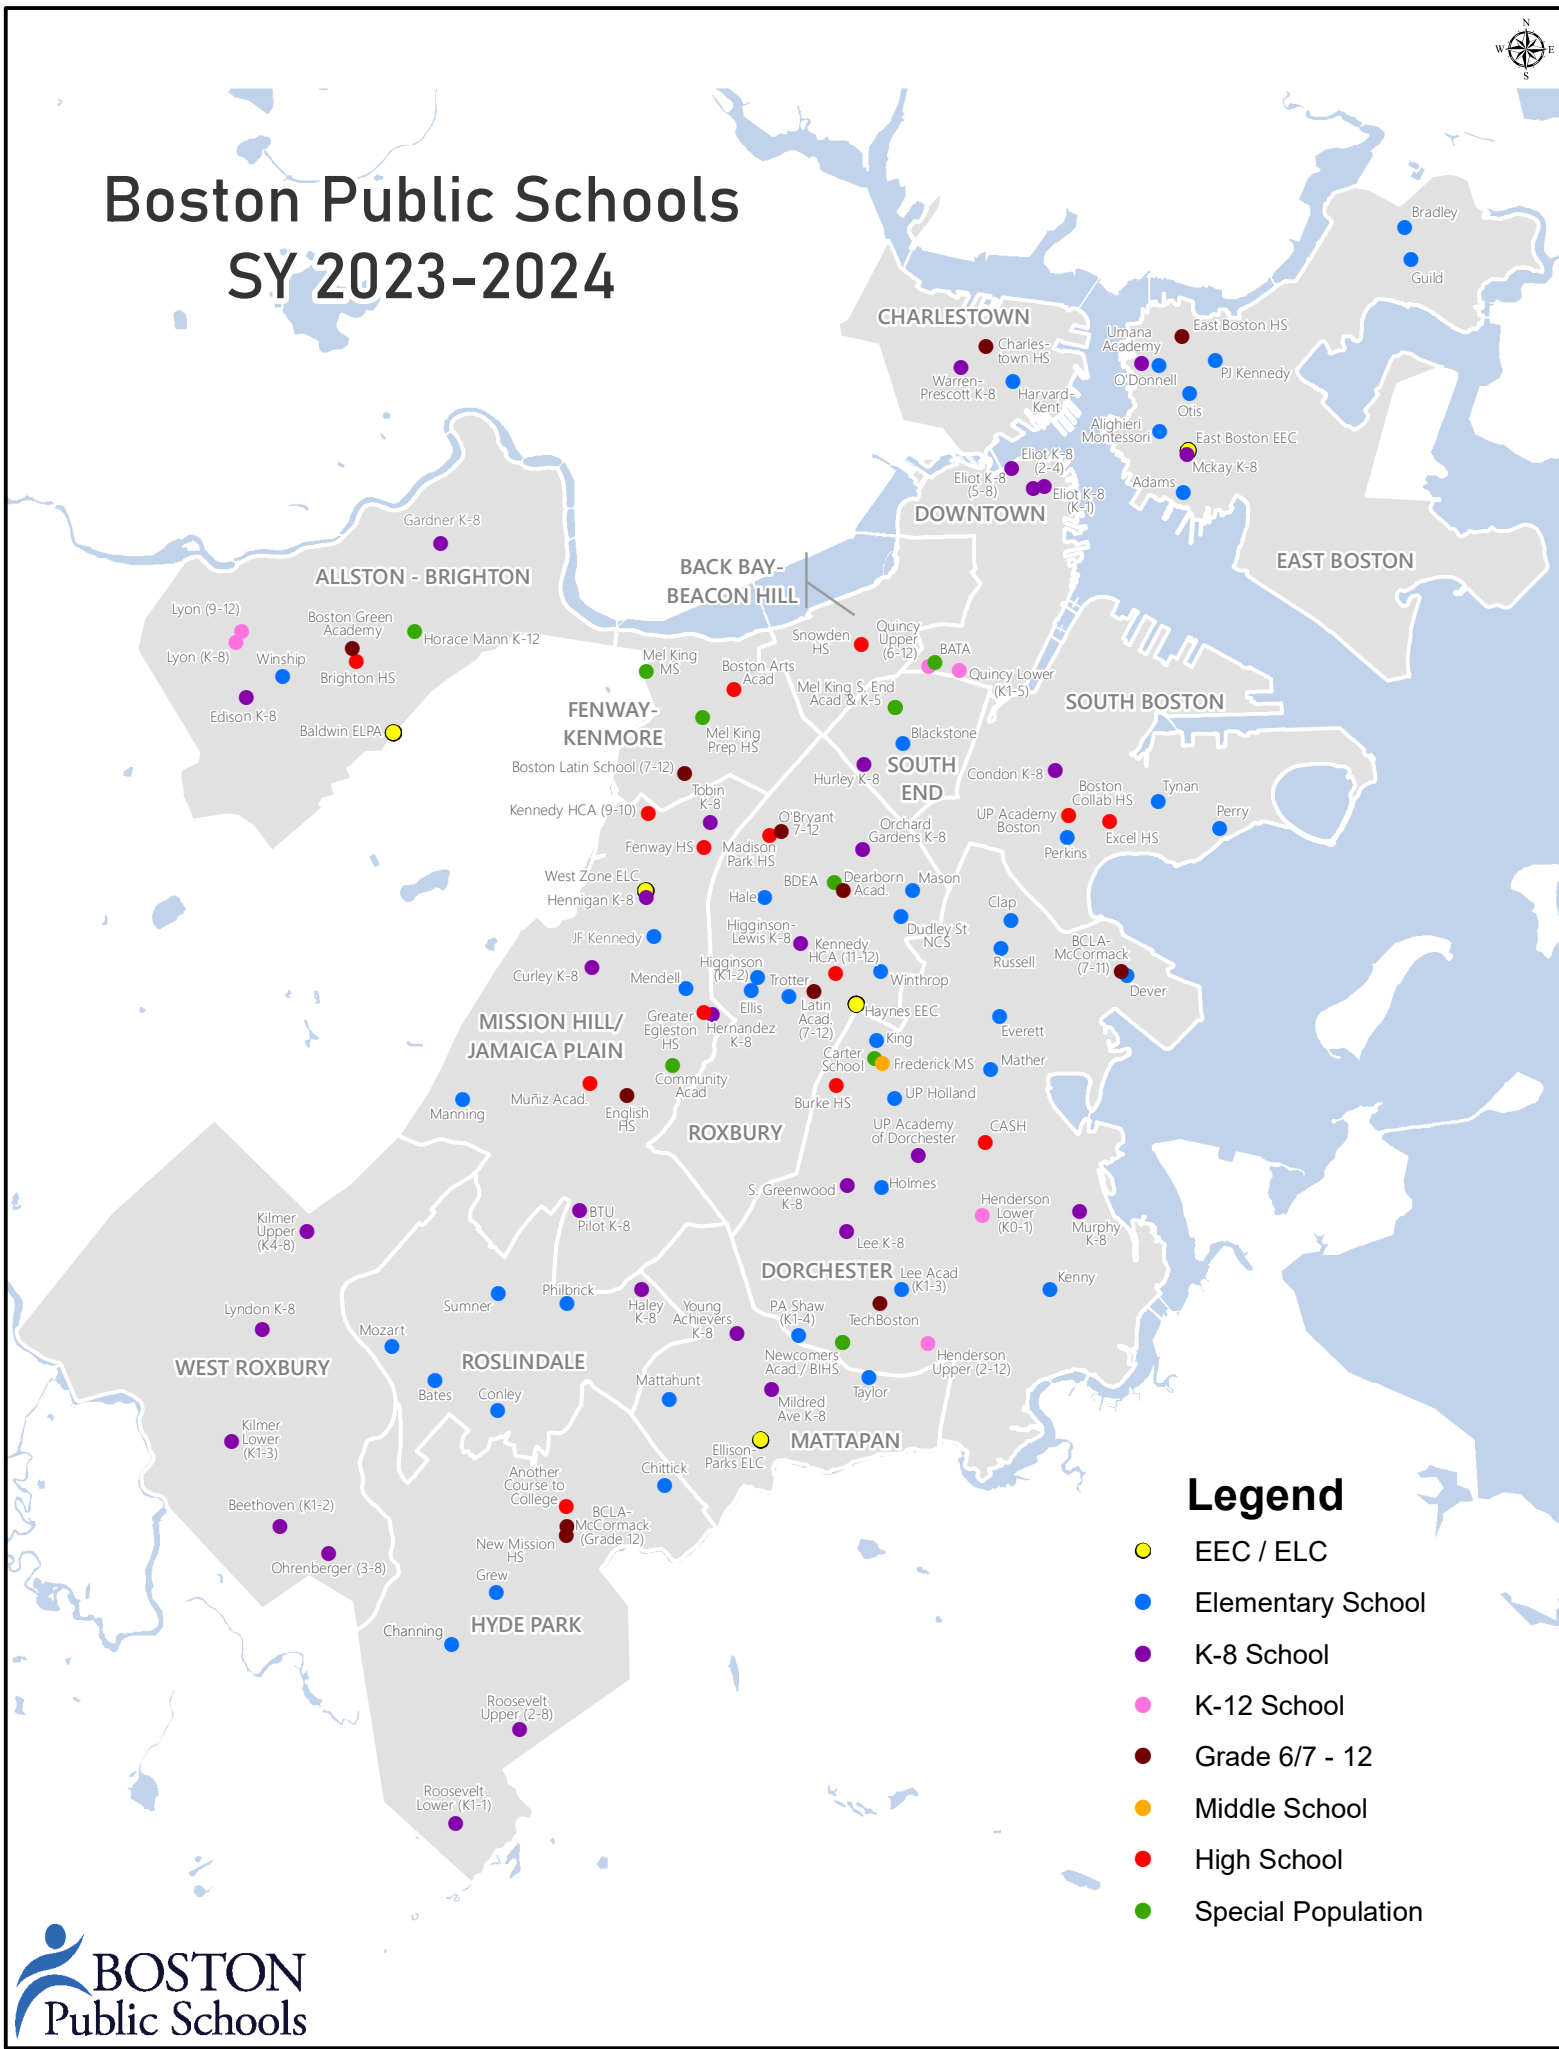 N
W E
S
Boston Public Schools
SY 2023-2024
Bradley
Guild
CHARLESTOWN
Charles-
town HS
Warren-
Prescott K-8
Harvard-
Kent
Umana
Academy
East Boston HS
O'Donnell
PJ Kennedy
Otis
Alighieri
Montessori
East Boston EEC
Mckay K-8
Adams
Eliot K-8
(2-4)
Eliot K-8
(5-8)
Eliot K-8
(K-1)
DOWNTOWN
EAST BOSTON
Gardner K-8
ALLSTON - BRIGHTON
BACK BAY-
BEACON HILL
Lyon (9-12)
Lyon (K-8)
Boston Green
Academy
Horace Mann K-12
Winship
Brighton HS
Edison K-8
Baldwin ELPA
Snowden
HS
Quincy
Upper
(6-12)
BATA
Quincy Lower
(K1-5)
Mel King
MS
Boston Arts
Acad
Mel King S. End
Acad & K-5
FENWAY-
KENMORE
Mel King
Prep HS
Blackstone
SOUTH BOSTON
Boston Latin School (7-12)
Hurley K-8
SOUTH
END
Condon K-8
Tobin
K-8
Kennedy HCA (9-10)
O'Bryant
7-12
Orchard
Gardens K-8
UP Academy
Boston
Boston
Collab HS
Tynan
Perry
Fenway HS
Madison
Park HS
Perkins
Excel HS
West Zone ELC
Hennigan K-8
BDEA
Dearborn
Acad.
Mason
Hale
Dudley St
NCS
Clap
JF Kennedy
Higginson-
Lewis K-8
Kennedy
HCA (11-12)
Russell
BCLA-
McCormack
(7-11)
Dever
Curley K-8
Mendell
Higginson
(K1-2)
Trotter
Winthrop
Ellis
Latin
Acad.
(7-12)
Haynes EEC
Everett
MISSION HILL/
JAMAICA PLAIN
Greater
Egleston
HS
Hernandez
K-8
King
Carter
School
Frederick MS
Mather
Community
Acad
Muñiz Acad.
English
HS
Burke HS
UP Holland
Manning
ROXBURY
UP Academy
of Dorchester
CASH
S. Greenwood
K-8
Holmes
Henderson
Lower
(K0-1)
Murphy
K-8
Kilmer
Upper
(K4-8)
BTU
Pilot K-8
Lee K-8
DORCHESTER
Lee Acad
(K1-3)
Kenny
Lyndon K-8
Sumner
Philbrick
Haley
K-8
Young
Achievers
K-8
PA Shaw
(K1-4)
TechBoston
Mozart
WEST ROXBURY
ROSLINDALE
Newcomers
Acad./ BIHS
Henderson
Upper (2-12)
Bates
Conley
Mattahunt
Mildred
Ave K-8
Taylor
Kilmer
Lower
(K1-3)
Ellison-
Parks ELC
MATTAPAN
Another
Course to
College
Chittick
Beethoven (K1-2)
BCLA-
McCormack
(Grade 12)
New Mission
HS
Ohrenberger (3-8)
Grew
Channing
HYDE PARK
Roosevelt
Upper (2-8)
Roosevelt
Lower (K1-1)
Legend
EEC / ELC
Elementary School
K-8 School
K-12 School
Grade 6/7 - 12
Middle School
High School
Special Population
BOSTON
Public Schools